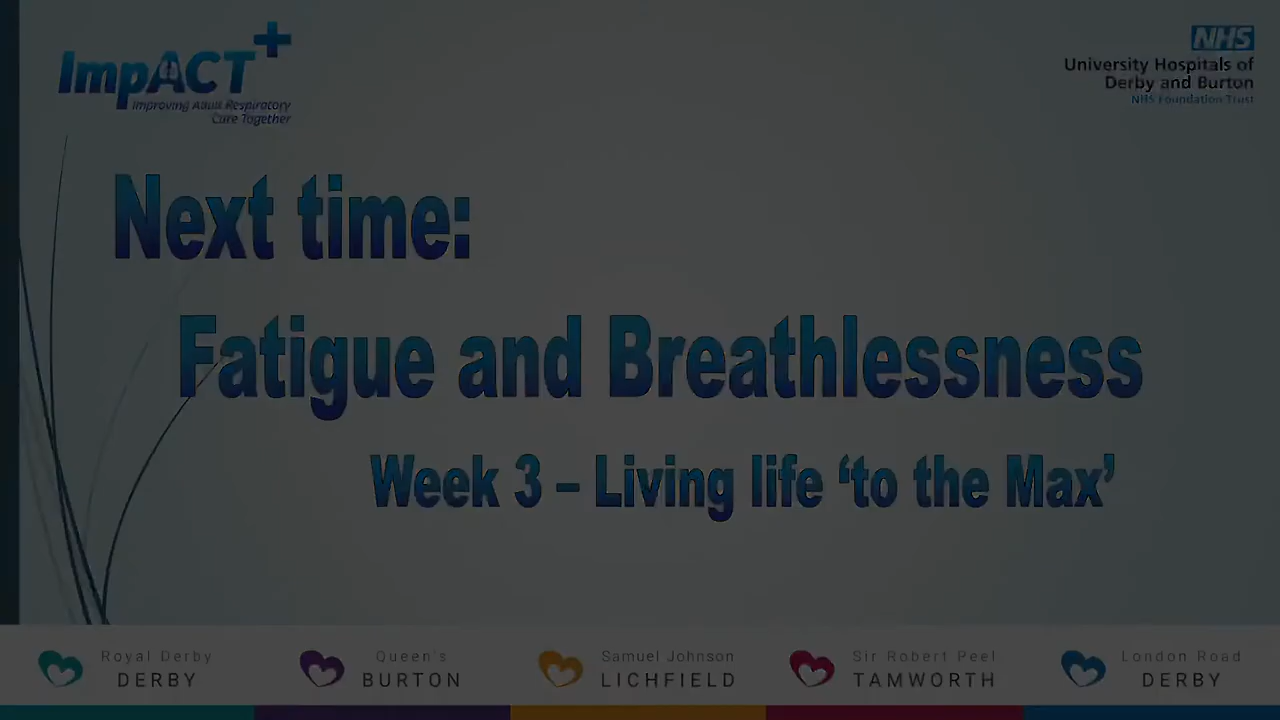 ImpACT+
Improving Adult Respiratory
Care Together
NHS
University Hospitals of
Derby and Burton
NHS Foundation Trust
Next time:
Fatigue and Breathlessness
Week 3 – Living life ‘to the Max’
Royal Derby
DERBY
Queen's
BURTON
Samuel Johnson
LICHFIELD
Sir Robert Peel
TAMWORTH
London Road
DERBY